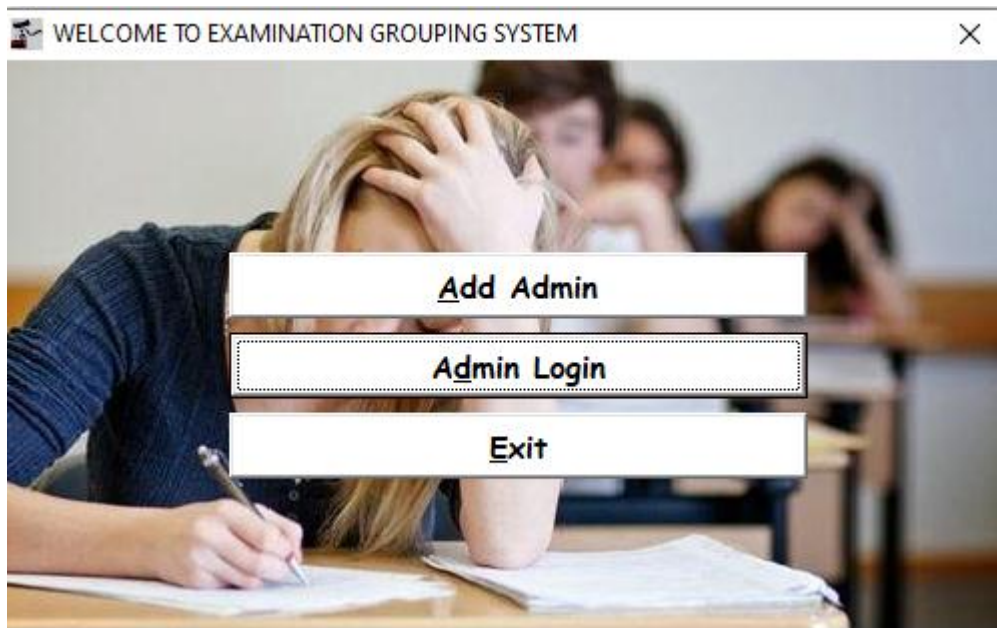 WELCOME TO EXAMINATION GROUPING SYSTEM
Add Admin
Admin Login
Exit